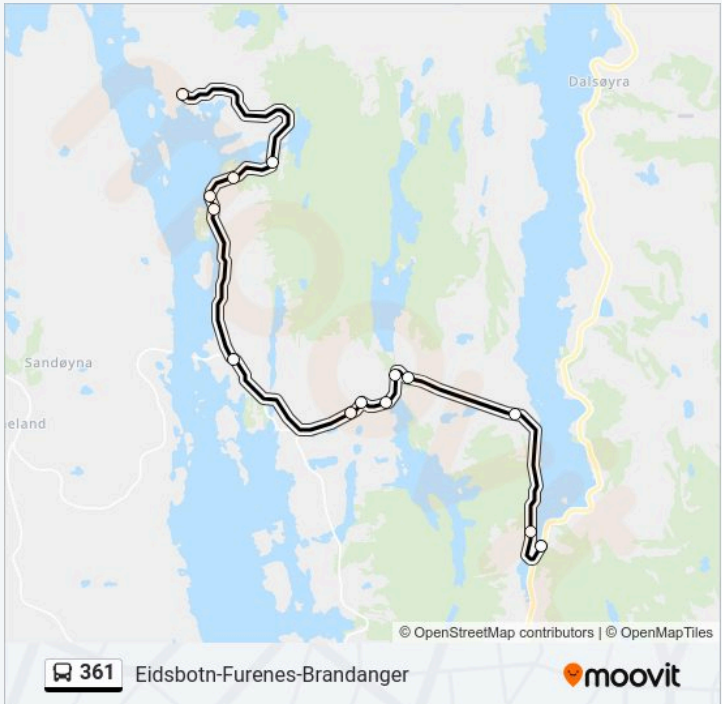 Dalsøyra
Sandøyna
eland
© OpenStreetMap contributors | © OpenMapTiles
361 Eidsbotn-Furenes-Brandanger
moovit